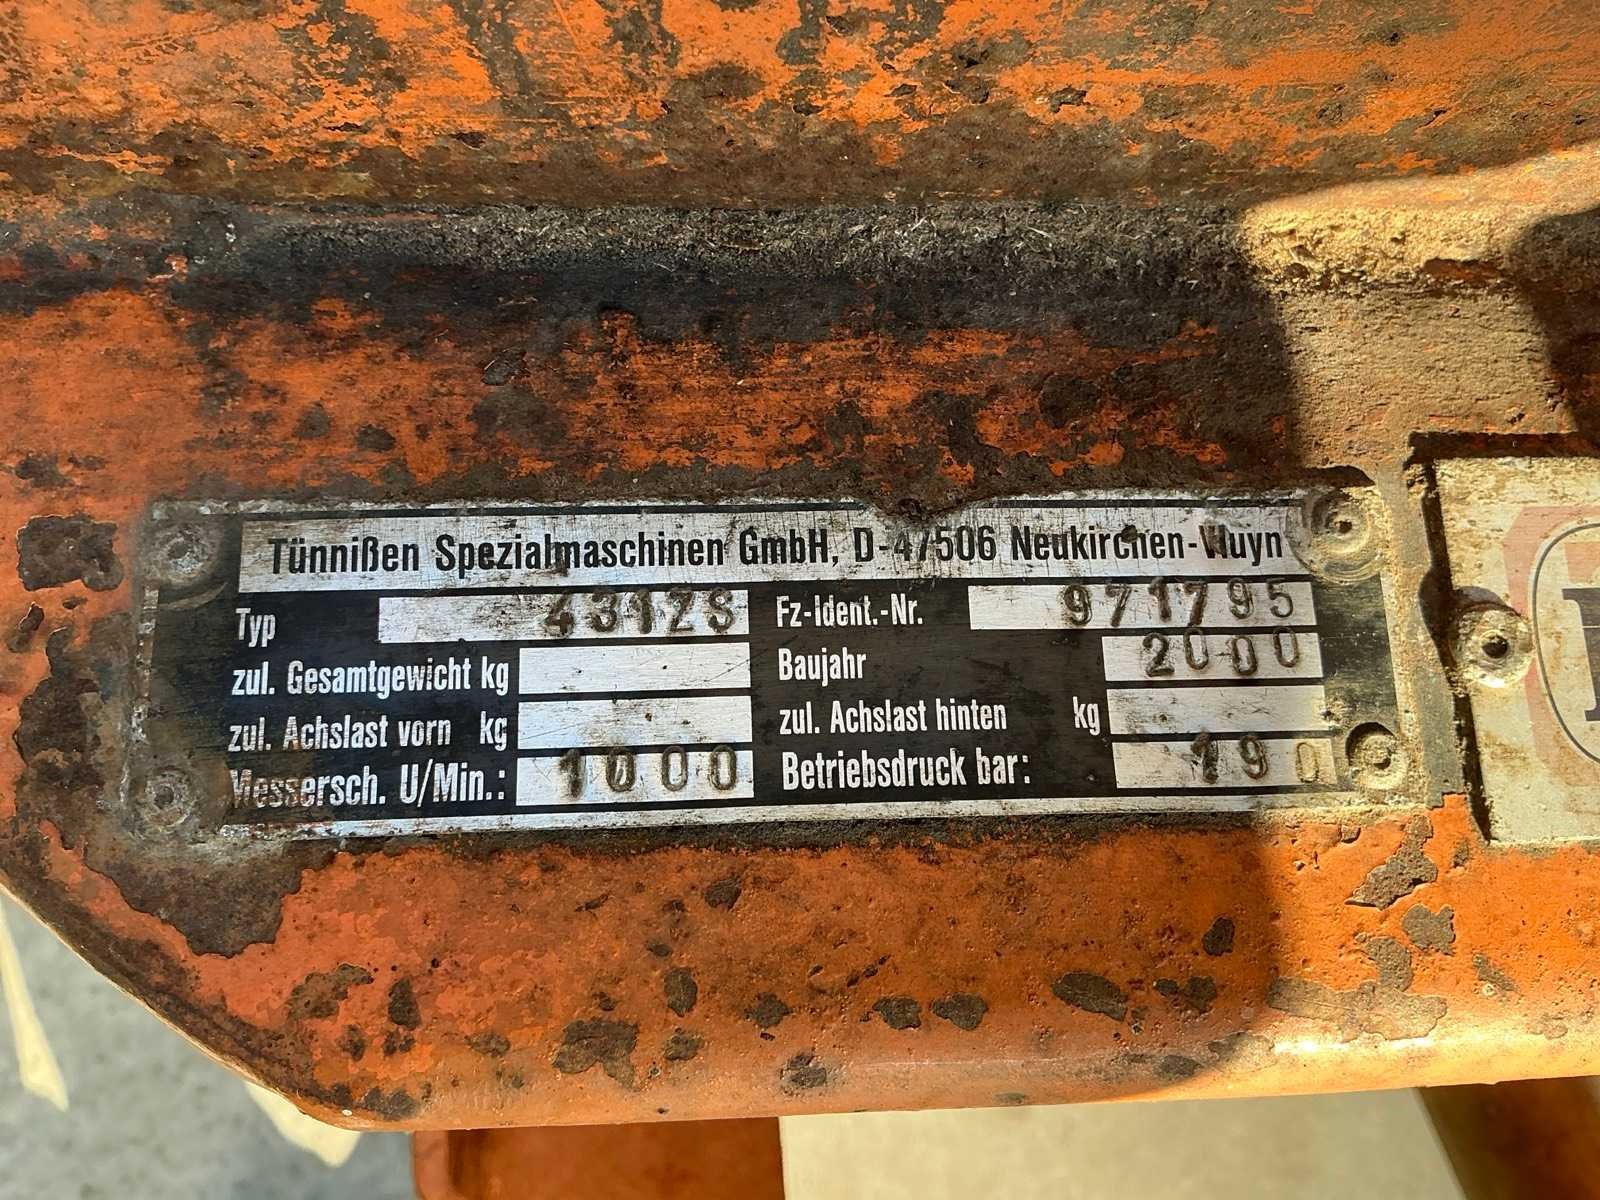 Tünnißen Spezialmaschinen GmbH, D-47506 Neukirchen-Vluyn
Typ 4312S Fz-Ident.-Nr. 971795
zul. Gesamtgewicht kg Baujahr 2000
zul. Achslast vorn kg zul. Achslast hinten kg
Messersch. U/Min.: 1000 Betriebsdruck bar: 190